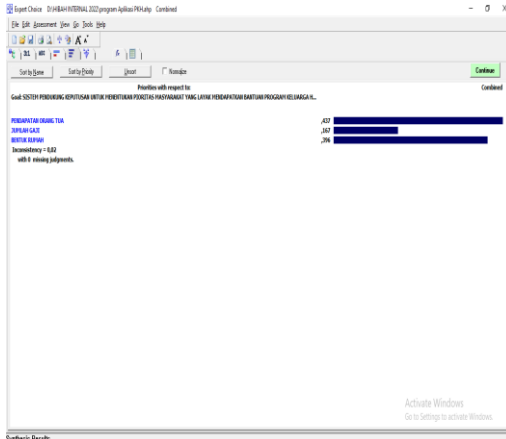 Expert Choice D:\HIBAH INTERNAL 2022\program Aplikasi PKH.ahp Combined
File Edit Assessment View Go Tools Help
Sort by Name Sort by Priority Unsort Normalize Continue
Priorities with respect to: Combined
Goal: SISTEM PENDUKUNG KEPUTUSAN UNTUK MENENTUKAN PIORITAS MASYARAKAT YANG LAYAK MENDAPATKAN BANTUAN PROGRAM KELUARGA H...
PENDAPATAN ORANG TUA ,437
JUMLAH GAJI ,167
BENTUK RUMAH ,396
Inconsistency = 0,02
with 0 missing judgments.
Activate Windows
Go to Settings to activate Windows.
Synthesis Results